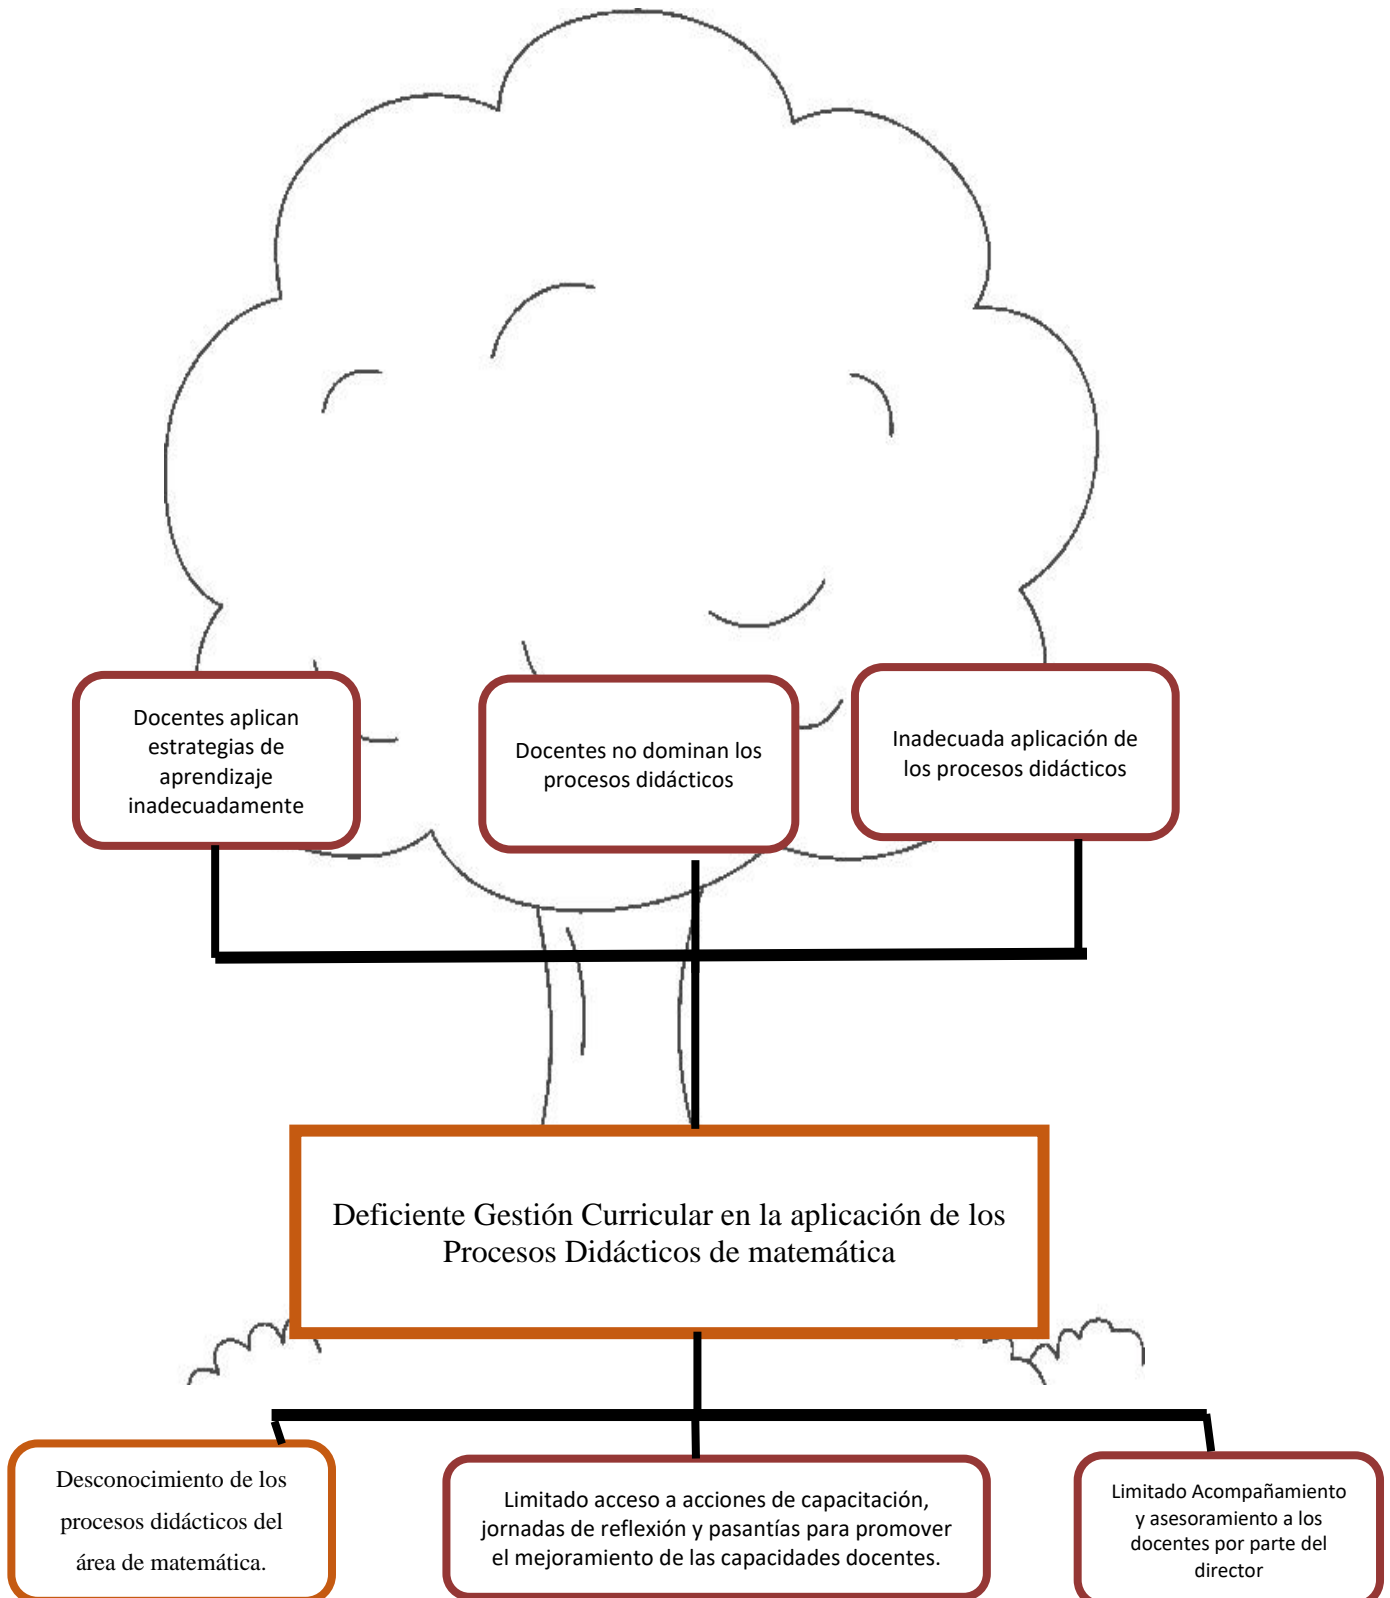 Docentes aplican
estrategias de
aprendizaje
inadecuadamente
Docentes no dominan los
procesos didácticos
Inadecuada aplicación de
los procesos didácticos
Deficiente Gestión Curricular en la aplicación de los
Procesos Didácticos de matemática
Desconocimiento de los
procesos didácticos del
área de matemática.
Limitado acceso a acciones de capacitación,
jornadas de reflexión y pasantías para promover
el mejoramiento de las capacidades docentes.
Limitado Acompañamiento
y asesoramiento a los
docentes por parte del
director